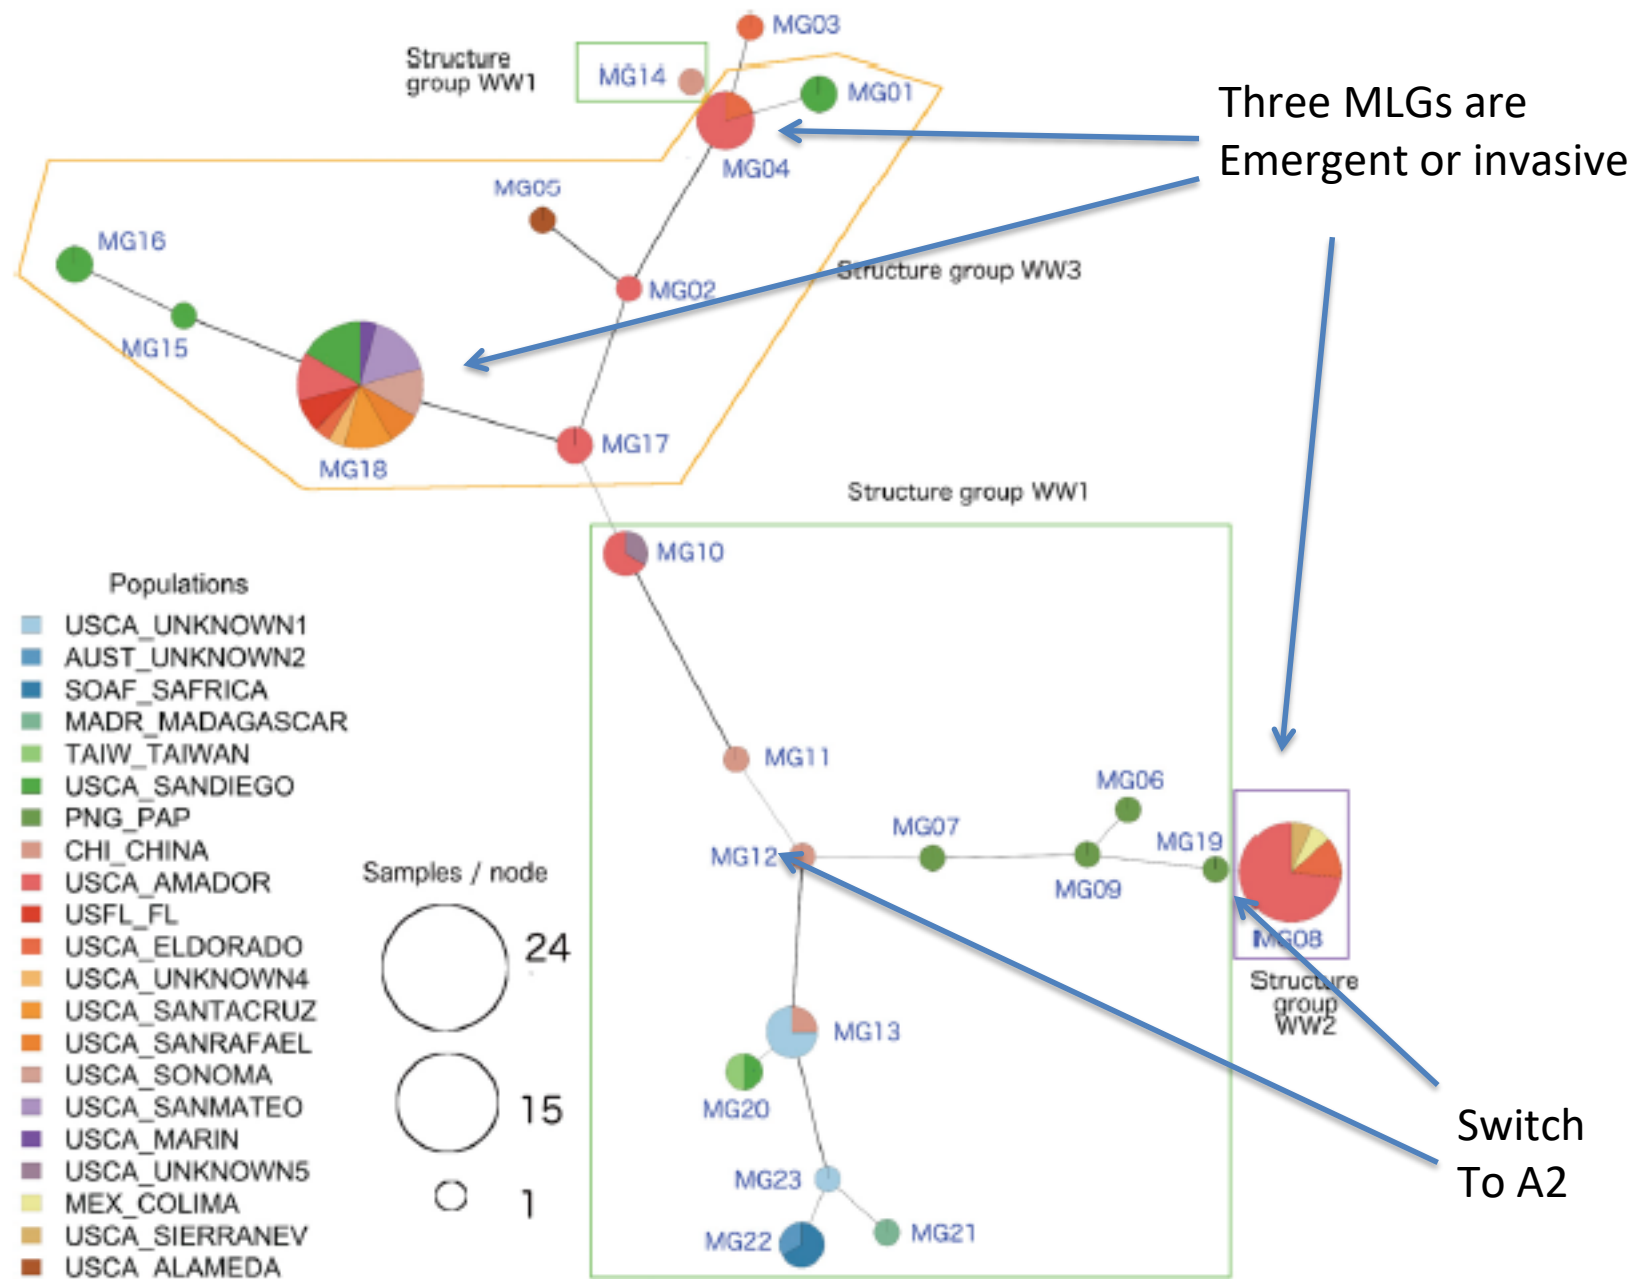 MG03
Structure
group WW1
MG14
MG01
Three MLGs are
Emergent or invasive
MG04
MG05
MG16
Structure group WW3
MG02
MG15
MG17
MG18
Structure group WW1
MG10
Populations
USCA_UNKNOWN1
AUST_UNKNOWN2
SOAF_SAFRICA
MADR_MADAGASCAR
TAIW_TAIWAN
USCA_SANDIEGO
PNG_PAP
CHI_CHINA
USCA_AMADOR
USFL_FL
USCA_ELDORADO
USCA_UNKNOWN4
USCA_SANTACRUZ
USCA_SANRAFAEL
USCA_SONOMA
USCA_SANMATEO
USCA_MARIN
USCA_UNKNOWN5
MEX_COLIMA
USCA_SIERRANEV
USCA_ALAMEDA
Samples / node
24
15
1
MG11
MG06
MG07
MG19
MG12
MG09
MG08
Structure
group
WW2
MG13
MG20
MG23
MG22
MG21
Switch
To A2